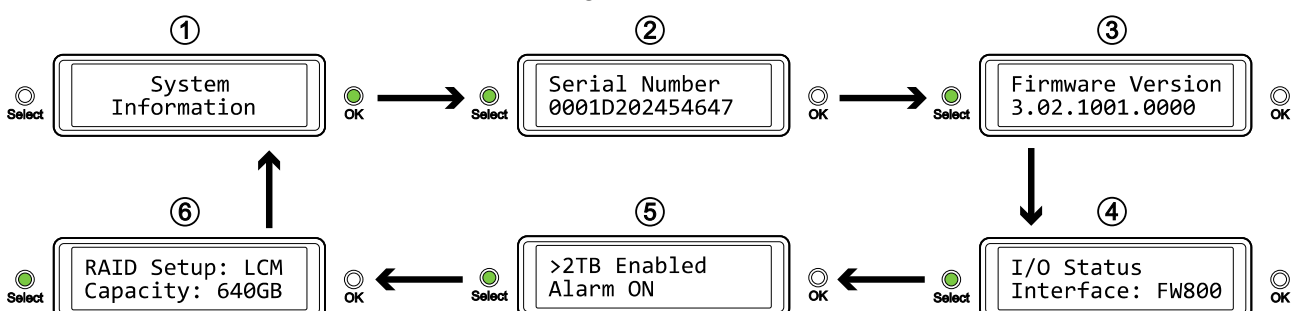 ①
System
Information
Select
OK
②
Serial Number
0001D202454647
Select
OK
③
Firmware Version
3.02.1001.0000
Select
OK
④
I/O Status
Interface: FW800
Select
OK
⑤
>2TB Enabled
Alarm ON
Select
OK
⑥
RAID Setup: LCM
Capacity: 640GB
Select
OK